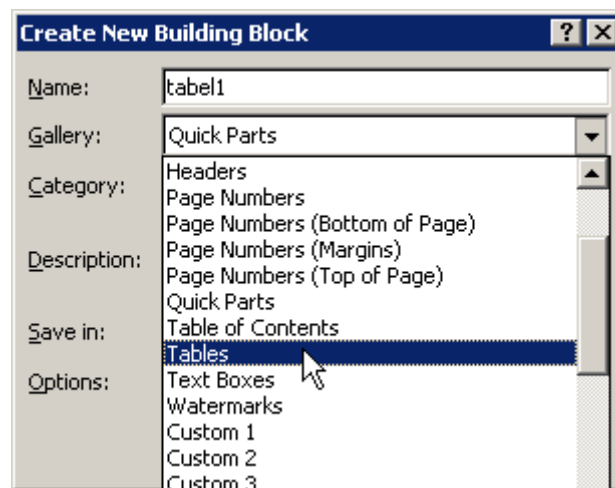 Create New Building Block
Name: tabel1
Gallery: Quick Parts
Category:
Description:
Save in:
Options:
Headers
Page Numbers
Page Numbers (Bottom of Page)
Page Numbers (Margins)
Page Numbers (Top of Page)
Quick Parts
Table of Contents
Tables
Text Boxes
Watermarks
Custom 1
Custom 2
Custom 3